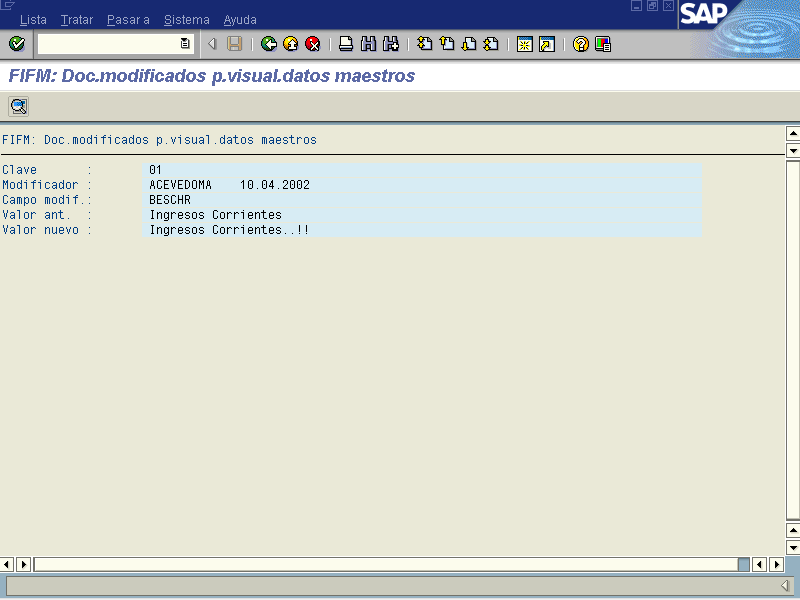 Lista Tratar Pasar a Sistema Ayuda
SAP
FIFM: Doc.modificados p.visual.datos maestros
FIFM: Doc.modificados p.visual.datos maestros
Clave : 01
Modificador : ACEVEDOMA 10.04.2002
Campo modif.: BESCHR
Valor ant. : Ingresos Corrientes
Valor nuevo : Ingresos Corrientes..!!